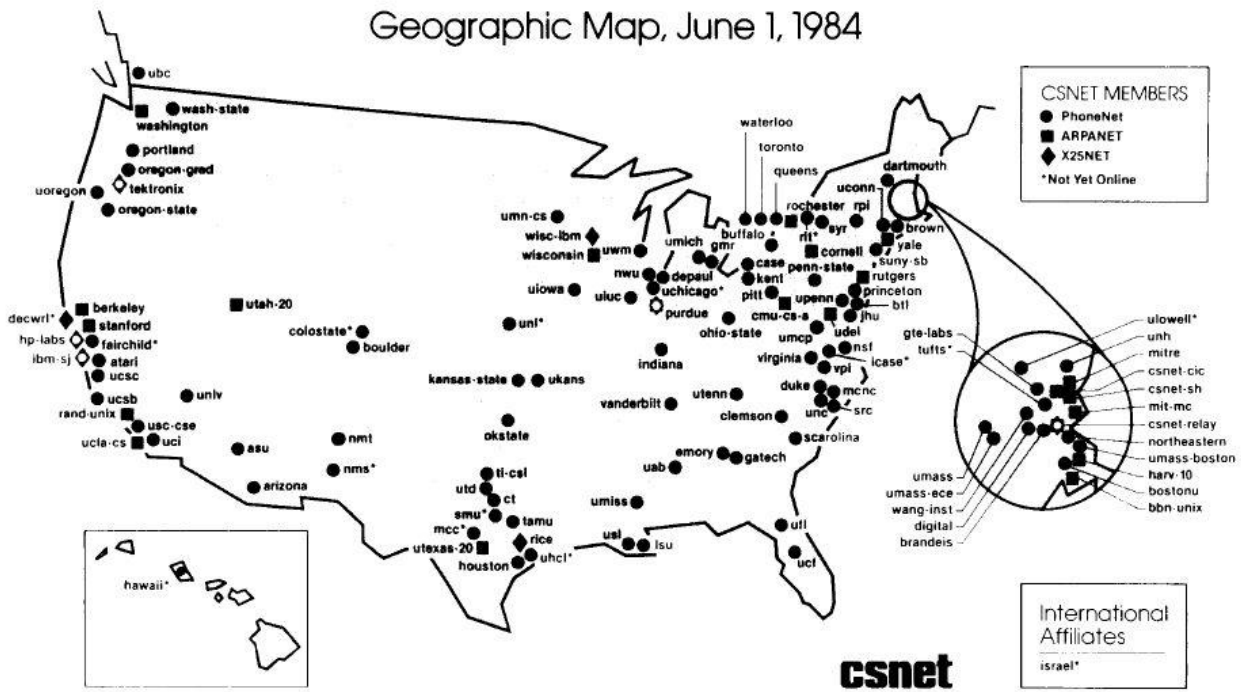 Geographic Map, June 1, 1984
CSNET MEMBERS
PhoneNet
ARPANET
X25NET
*Not Yet Online
ubc
wash-state
washington
portland
oregon-grad
tektronix
uoregon
oregon-state
berkeley
decwrl*
stanford
hp-labs
fairchild*
ibm-sj
atari
ucsc
ucsb
rand-unix
usc-cse
ucla-cs
uci
unlv
utah-20
colostate*
boulder
asu
arizona
nmt
nms*
umn-cs
wisc-ibm
wisconsin
uwm
uiowa
nwu
depaul
uchicago*
uiuc
purdue
unl*
indiana
kansas-state
ukans
okstate
vanderbilt
utenn
clemson
ti-csl
utd
ct
smu*
tamu
mcc*
rice
utexas-20
houston
uhcl*
usl
lsu
umiss
uab
emory
gatech
scarolina
ufl
ucf
waterloo
toronto
queens
rochester
rpi
buffalo
rit*
syr
cornell
umich
gmr
case
kent
penn-state
pitt
upenn
cmu-cs-a
ohio-state
udel
umcp
virginia
vpi
icase*
nsf
jhu
btl
princeton
rutgers
suny-sb
yale
brown
uconn
dartmouth
duke
mcnc
unc
src
gte-labs
tufts*
ulowell*
unh
mitre
csnet-cic
csnet-sh
mit-mc
csnet-relay
northeastern
umass-boston
harv-10
bostonu
bbn-unix
umass
umass-ece
wang-inst
digital
brandeis
hawaii*
csnet
International
Affiliates
israel*